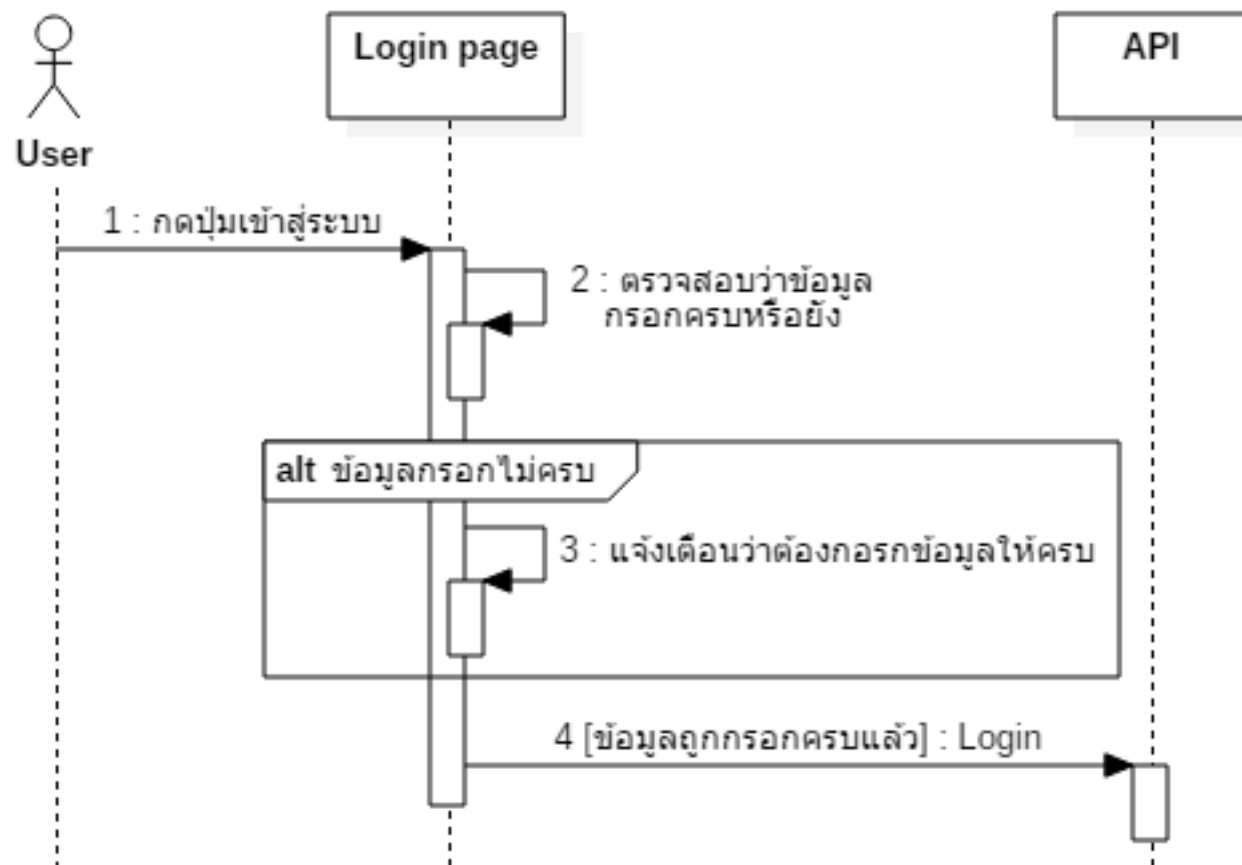 Login page
API
User
1 : กดปุ่มเข้าสู่ระบบ
2 : ตรวจสอบว่าข้อมูล
กรอกครบหรือยัง
alt ข้อมูลกรอกไม่ครบ
3 : แจ้งเตือนว่าต้องกอรกข้อมูลให้ครบ
4 [ข้อมูลถูกกรอกครบแล้ว] : Login